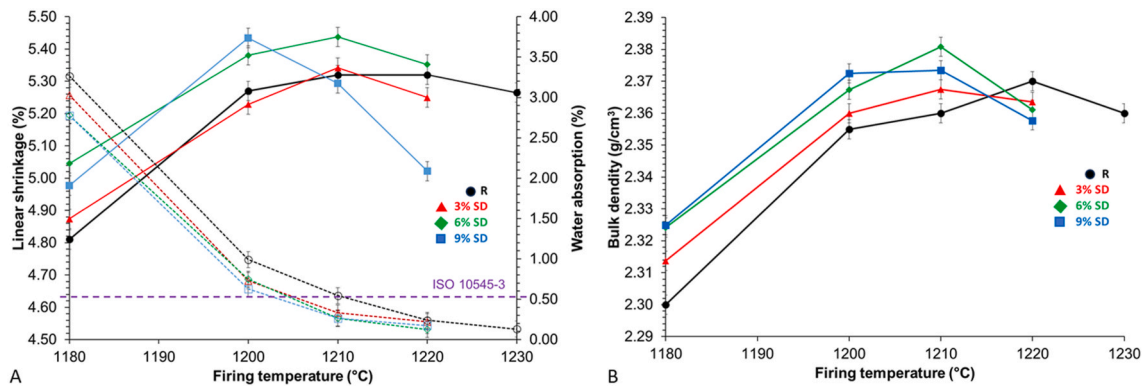 5.50
5.40
5.30
5.20
5.10
5.00
4.90
4.80
4.70
4.60
4.50
Linear shrinkage (%)
4.00
3.50
3.00
2.50
2.00
1.50
1.00
0.50
0.00
Water absorption (%)
R
3% SD
6% SD
9% SD
ISO 10545-3
1180 1190 1200 1210 1220 1230
Firing temperature (°C)
A
2.39
2.38
2.37
2.36
2.35
2.34
2.33
2.32
2.31
2.30
2.29
Bulk dendity (g/cm³)
R
3% SD
6% SD
9% SD
1180 1190 1200 1210 1220 1230
Firing temperature (°C)
B